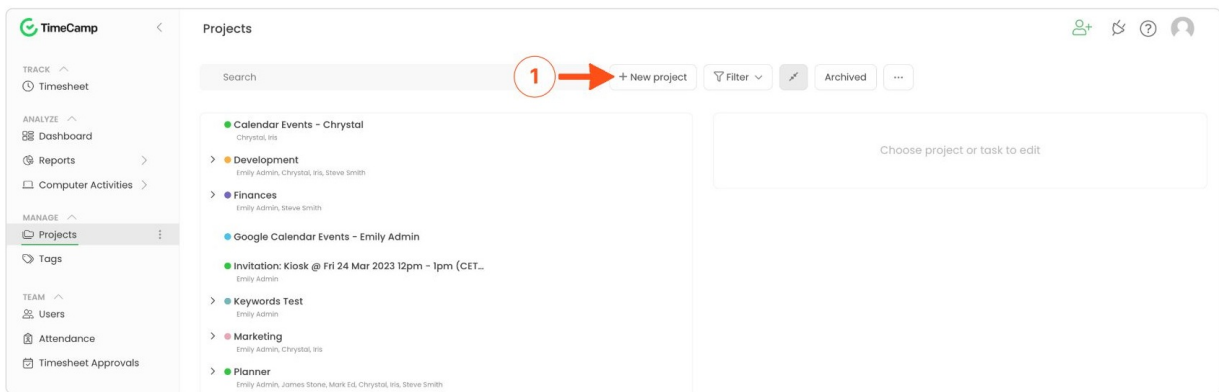 TimeCamp
Projects
TRACK
Timesheet
ANALYZE
Dashboard
Reports
Computer Activities
MANAGE
Projects
Tags
TEAM
Users
Attendance
Timesheet Approvals
Search
1
+ New project
Filter
Archived
...
Calendar Events - Chrystal
Chrystal, Iris
Development
Emily Admin, Chrystal, Iris, Steve Smith
Finances
Emily Admin, Steve Smith
Google Calendar Events - Emily Admin
Invitation: Kiosk @ Fri 24 Mar 2023 12pm - 1pm (CET...
Emily Admin
Keywords Test
Emily Admin
Marketing
Emily Admin, Chrystal, Iris
Planner
Emily Admin, James Stone, Mark Ed, Chrystal, Iris, Steve Smith
Choose project or task to edit